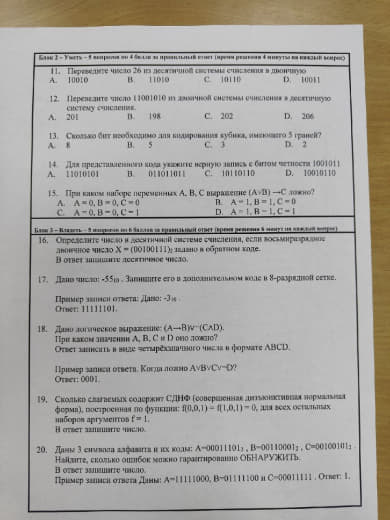 Блок 2 – Уметь – 5 вопросов по 4 балла за правильный ответ (время решения 4 минуты на каждый вопрос)
11. Переведите число 26 из десятичной системы счисления в двоичную
A. 10010 B. 11010 C. 10110 D. 10011
12. Переведите число 11001010 из двоичной системы счисления в десятичную
систему счисления.
A. 201 B. 198 C. 202 D. 206
13. Сколько бит необходимо для кодирования кубика, имеющего 5 граней?
A. 8 B. 5 C. 3 D. 2
14. Для представленного кода укажите верную запись с битом четности 1001011
A. 11010101 B. 011011011 C. 10110110 D. 10010110
15. При каком наборе переменных A, B, C выражение (A∨B) →C ложно?
A. A = 0, B = 0, C = 0 B. A = 1, B = 1, C = 0
C. A = 0, B = 0, C = 1 D. A = 1, B − 1, C = 1
Блок 3 – Владеть – 5 вопросов по 6 баллов за правильный ответ (время решения 6 минут на каждый вопрос)
16. Определите число в десятичной системе счисления, если восьмиразрядное
двоичное число X = (00100111)₂ задано в обратном коде.
В ответ запишите десятичное число.
17. Дано число: -55₁₀ . Запишите его в дополнительном коде в 8-разрядной сетке.
Пример записи ответа: Дано: -3₁₀ .
Ответ: 11111101.
18. Дано логическое выражение: (A→B)∨¬(C∧D).
При каком значении A, B, C и D оно ложно?
Ответ записать в виде четырёхзначного числа в формате ABCD.
Пример записи ответа. Когда ложно A∨B∨C∨¬D?
Ответ: 0001.
19. Сколько слагаемых содержит СДНФ (совершенная дизъюнктивная нормальная
форма), построенная по функции: f(0,0,1) = f(1,0,1) = 0, для всех остальных
наборов аргументов f = 1.
В ответ запишите число.
20. Даны 3 символа алфавита и их коды: A=00011101₂ , B=00110001₂ , C=00100101₂ .
Найдите, сколько ошибок можно гарантированно ОБНАРУЖИТЬ.
В ответ запишите число.
Пример записи ответа Даны: A=11111000, B=01111100 и C=00011111 . Ответ: 1.